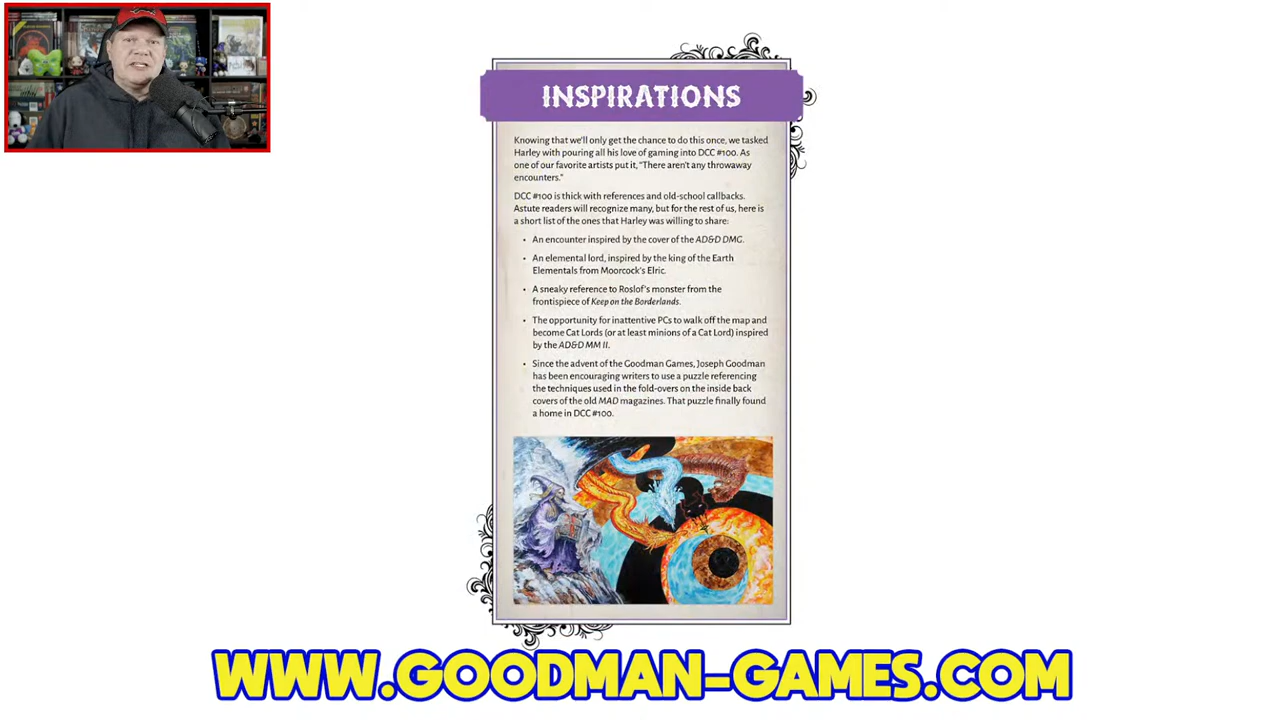 INSPIRATIONS
Knowing that we'll only get the chance to do this once, we tasked
Harley with pouring all his love of gaming into DCC #100. As
one of our favorite artists put it, "There aren't any throwaway
encounters."
DCC #100 is thick with references and old-school callbacks.
Astute readers will recognize many, but for the rest of us, here is
a short list of the ones that Harley was willing to share:
• An encounter inspired by the cover of the AD&D DMG.
• An elemental lord, inspired by the king of the Earth
Elementals from Moorcock's Elric.
• A sneaky reference to Roslof's monster from the
frontispiece of Keep on the Borderlands.
• The opportunity for inattentive PCs to walk off the map and
become Cat Lords (or at least minions of a Cat Lord) inspired
by the AD&D MM II.
• Since the advent of the Goodman Games, Joseph Goodman
has been encouraging writers to use a puzzle referencing
the techniques used in the fold-overs on the inside back
covers of the old MAD magazines. That puzzle finally found
a home in DCC #100.
WWW.GOODMAN-GAMES.COM